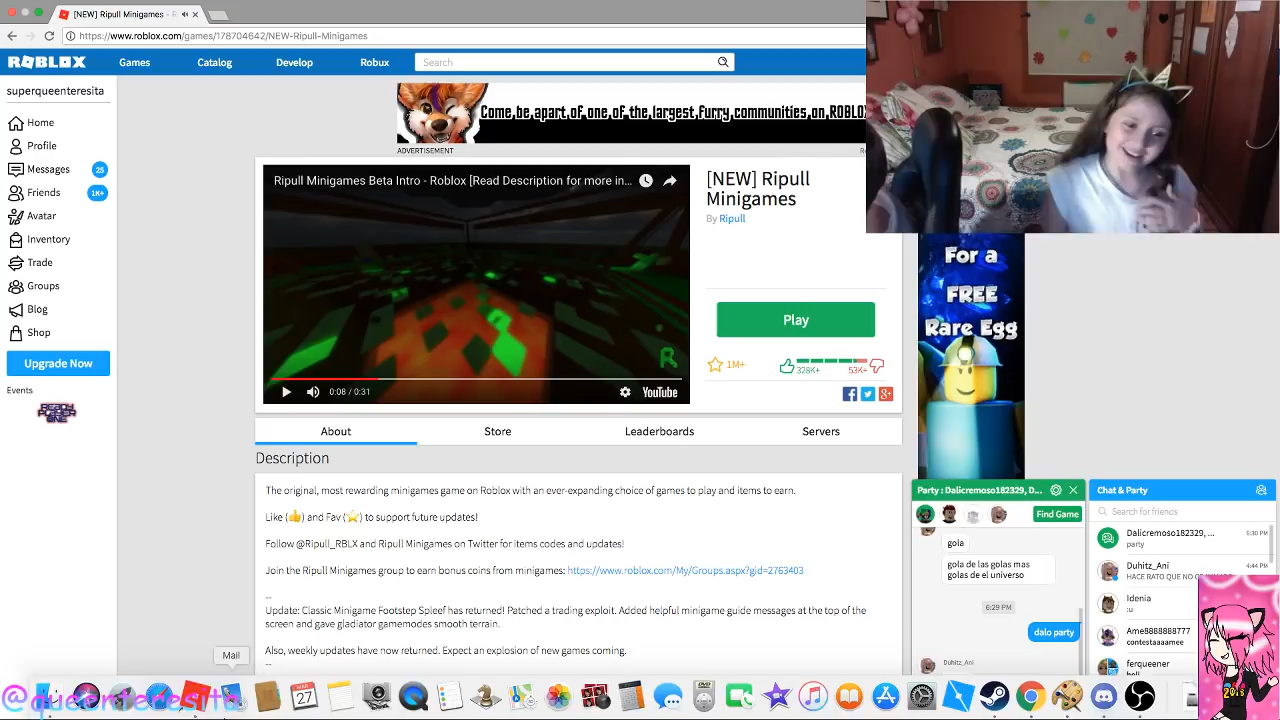 [NEW] Ripull Minigames - R
https://www.roblox.com/games/178704642/NEW-Ripull-Minigames
ROBLOX Games Catalog Develop Robux Search
superqueenteresita
Home
Profile
Messages 25
Friends 1K+
Avatar
Inventory
Trade
Groups
Blog
Shop
Upgrade Now
Events
READY PLAYER ONE
Come be apart of one of the largest furry communities on ROBLOX
ADVERTISEMENT
Ripull Minigames Beta Intro - Roblox [Read Description for more in...
0:08 / 0:31 YouTube
[NEW] Ripull
Minigames
By Ripull
Play
1M+ 328K+ 53K+
About Store Leaderboards Servers
Description
The original, most rewarding minigames game on Roblox with an ever-expanding choice of games to play and items to earn.
Like (👍) and Fav (⭐) to support future updates!
Follow @Ripull_RBLX and Ripull Minigames on Twitter for items codes and updates!
Join the Ripull Minigames group to earn bonus coins from minigames: https://www.roblox.com/My/Groups.aspx?gid=2763403
--
Update: Classic Minigame Footstep Spleef has returned! Patched a trading exploit. Added helpful minigame guide messages at the top of the
screen and gave gladiator gamemodes smooth terrain.
Also, weekly updates have now returned. Expect an explosion of new games coming.
--
For a
FREE
Rare Egg
Party : Dalicremoso182329, D...
Find Game
gola
gola de las golas mas
golas de el universo
6:29 PM
dalo party
Duhitz_Ani
Chat & Party
Search for friends
Dalicremoso182329, ... 6:30 PM
party
Duhitz_Ani 4:44 PM
Idenia
:u
Ame8888888777
contestaaaamee
ferqueener
Mail
MAR
27
@queenteresita
20's